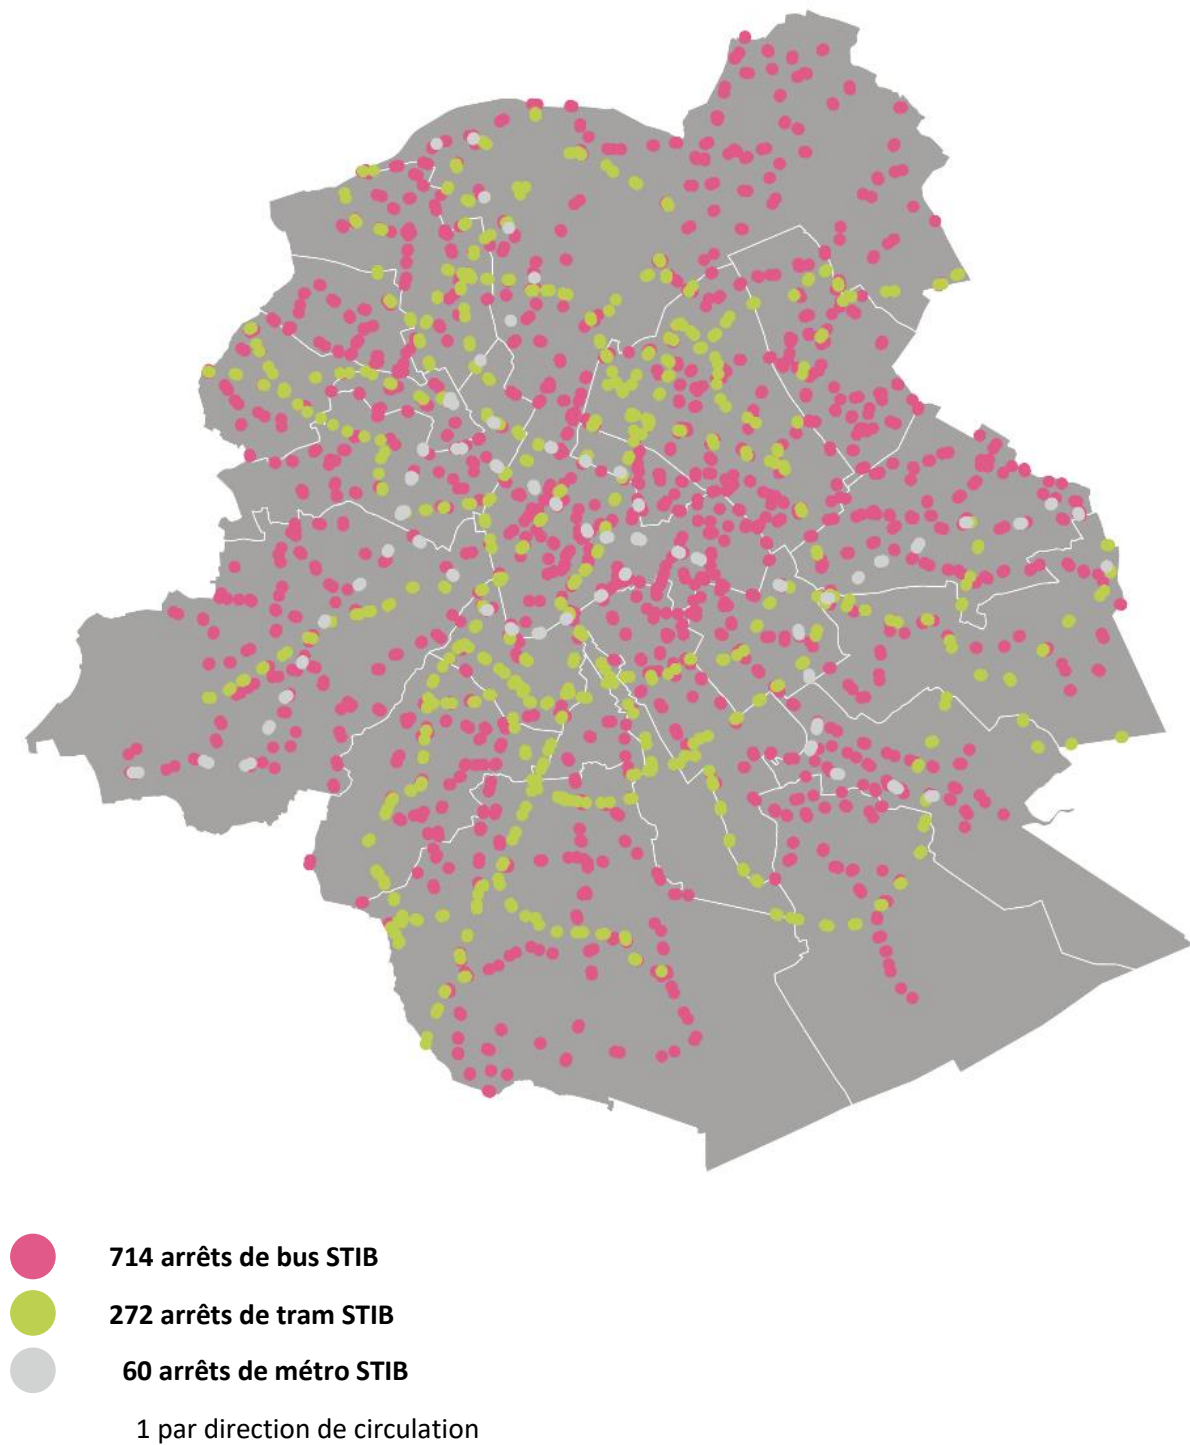 714 arrêts de bus STIB
272 arrêts de tram STIB
60 arrêts de métro STIB
1 par direction de circulation